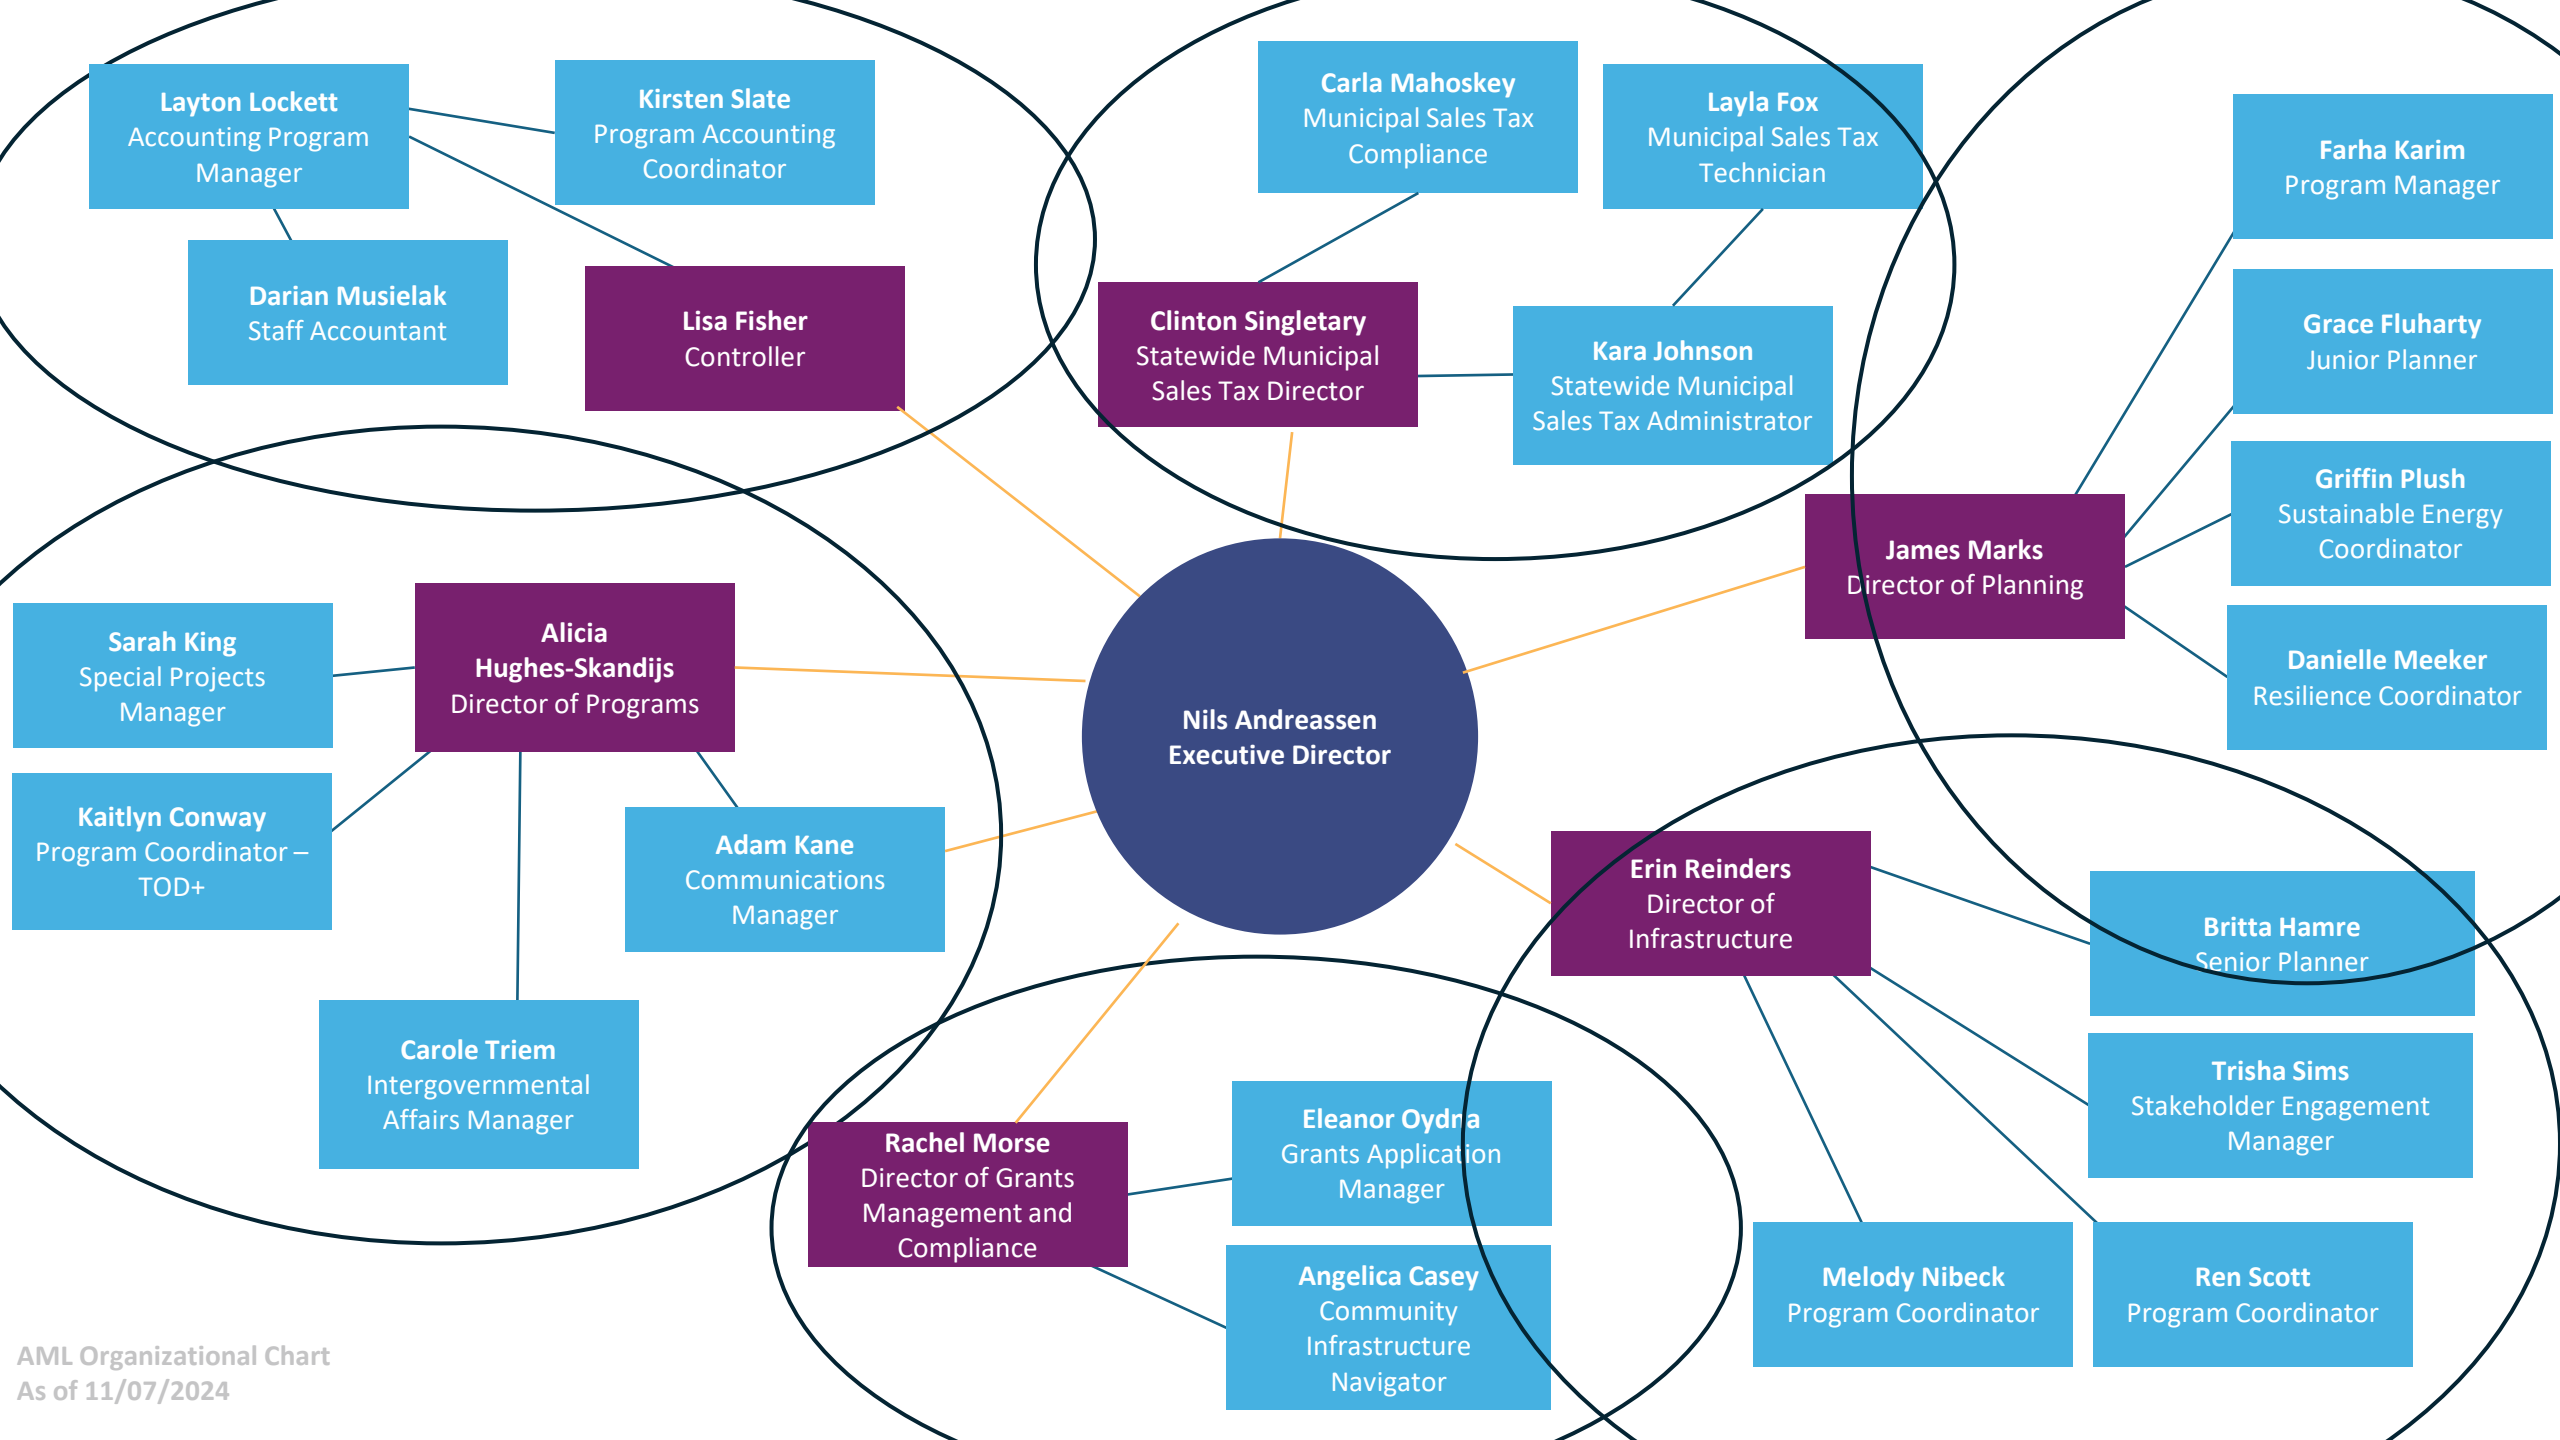 Layton Lockett
Accounting Program
Manager
Kirsten Slate
Program Accounting
Coordinator
Darian Musielak
Staff Accountant
Lisa Fisher
Controller
Carla Mahoskey
Municipal Sales Tax
Compliance
Layla Fox
Municipal Sales Tax
Technician
Clinton Singletary
Statewide Municipal
Sales Tax Director
Kara Johnson
Statewide Municipal
Sales Tax Administrator
Farha Karim
Program Manager
Grace Fluharty
Junior Planner
Griffin Plush
Sustainable Energy
Coordinator
James Marks
Director of Planning
Danielle Meeker
Resilience Coordinator
Sarah King
Special Projects
Manager
Alicia
Hughes-Skandijs
Director of Programs
Nils Andreassen
Executive Director
Kaitlyn Conway
Program Coordinator –
TOD+
Adam Kane
Communications
Manager
Carole Triem
Intergovernmental
Affairs Manager
Erin Reinders
Director of
Infrastructure
Britta Hamre
Senior Planner
Trisha Sims
Stakeholder Engagement
Manager
Rachel Morse
Director of Grants
Management and
Compliance
Eleanor Oydna
Grants Application
Manager
Angelica Casey
Community
Infrastructure
Navigator
Melody Nibeck
Program Coordinator
Ren Scott
Program Coordinator
AML Organizational Chart
As of 11/07/2024